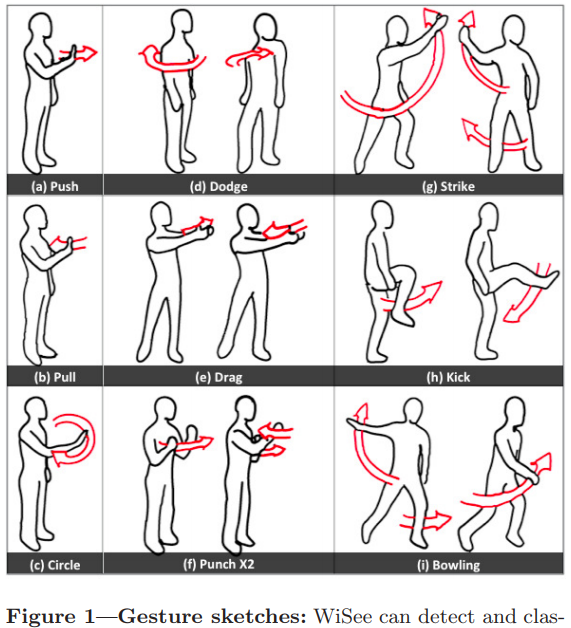 (a) Push
(d) Dodge
(g) Strike
(b) Pull
(e) Drag
(h) Kick
(c) Circle
(f) Punch X2
(i) Bowling
Figure 1—Gesture sketches: WiSee can detect and clas-